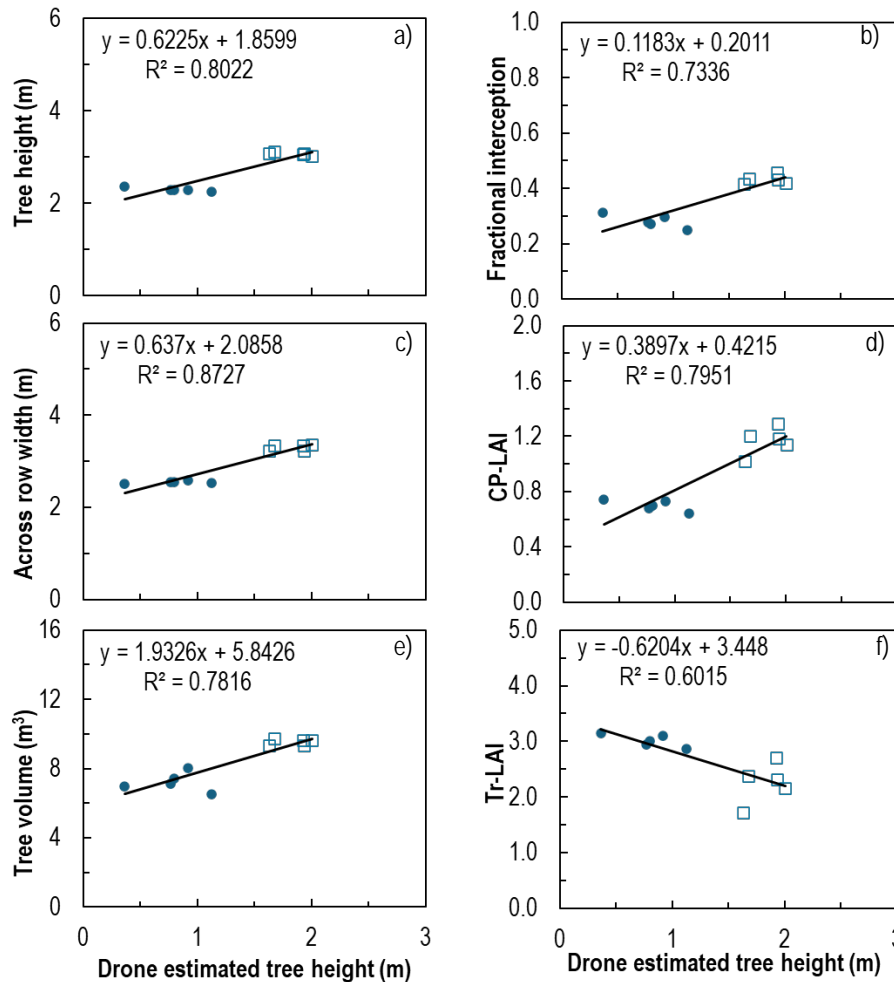 y = 0.6225x + 1.8599
R² = 0.8022
a)
Tree height (m)
6
4
2
0
y = 0.1183x + 0.2011
R² = 0.7336
b)
Fractional interception
1.0
0.8
0.6
0.4
0.2
0.0
y = 0.637x + 2.0858
R² = 0.8727
c)
Across row width (m)
6
4
2
0
y = 0.3897x + 0.4215
R² = 0.7951
d)
CP-LAI
2.0
1.6
1.2
0.8
0.4
0.0
y = 1.9326x + 5.8426
R² = 0.7816
e)
Tree volume (m³)
16
12
8
4
0
0
1
2
3
Drone estimated tree height (m)
y = -0.6204x + 3.448
R² = 0.6015
f)
Tr-LAI
5.0
4.0
3.0
2.0
1.0
0.0
0
1
2
3
Drone estimated tree height (m)